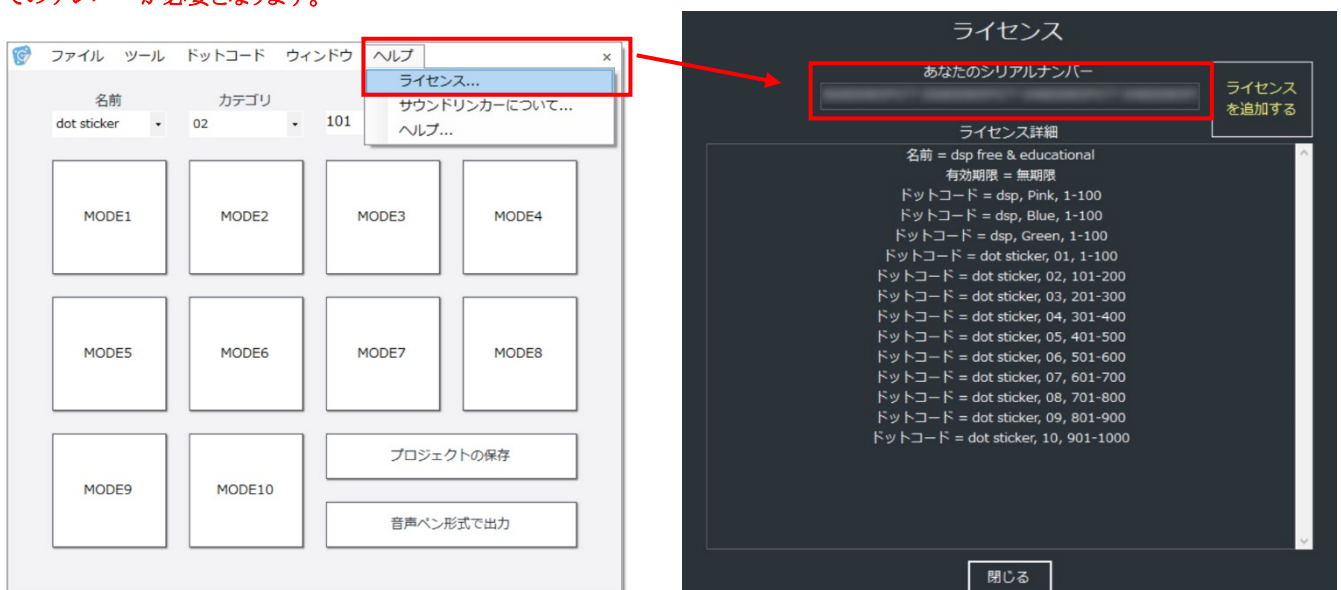 ファイル ツール ドットコード ウィンドウ ヘルプ ×
ライセンス...
サウンドリンカーについて...
ヘルプ...
名前 カテゴリ
dot sticker 02 101
MODE1 MODE2 MODE3 MODE4
MODE5 MODE6 MODE7 MODE8
MODE9 MODE10
プロジェクトの保存
音声ペン形式で出力
ライセンス
あなたのシリアルナンバー
ライセンス
を追加する
ライセンス詳細
名前 = dsp free & educational
有効期限 = 無期限
ドットコード = dsp, Pink, 1-100
ドットコード = dsp, Blue, 1-100
ドットコード = dsp, Green, 1-100
ドットコード = dot sticker, 01, 1-100
ドットコード = dot sticker, 02, 101-200
ドットコード = dot sticker, 03, 201-300
ドットコード = dot sticker, 04, 301-400
ドットコード = dot sticker, 05, 401-500
ドットコード = dot sticker, 06, 501-600
ドットコード = dot sticker, 07, 601-700
ドットコード = dot sticker, 08, 701-800
ドットコード = dot sticker, 09, 801-900
ドットコード = dot sticker, 10, 901-1000
閉じる